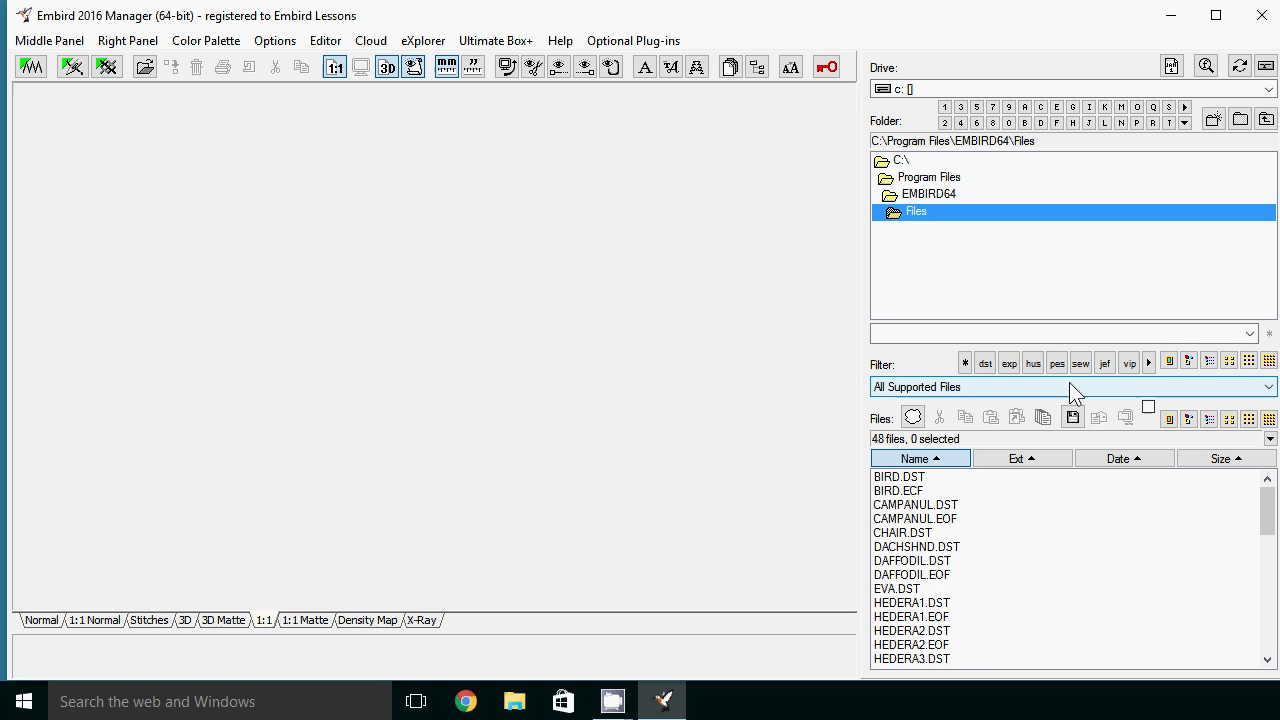 Embird 2016 Manager (64-bit) - registered to Embird Lessons
Middle Panel Right Panel Color Palette Options Editor Cloud eXplorer Ultimate Box+ Help Optional Plug-ins
1:1 3D mm
Drive:
c: []
Folder:
1 3 5 7 9 A C E G I K M O Q S
2 4 6 8 0 B D F H J L N P R T
C:\Program Files\EMBIRD64\Files
C:\
Program Files
EMBIRD64
Files
Filter:
* dst exp hus pes sew jef vip
All Supported Files
Files:
48 files, 0 selected
Name Ext Date Size
BIRD.DST
BIRD.ECF
CAMPANUL.DST
CAMPANUL.EOF
CHAIR.DST
DACHSHND.DST
DAFFODIL.DST
DAFFODIL.EOF
EVA.DST
HEDERA1.DST
HEDERA1.EOF
HEDERA2.DST
HEDERA2.EOF
HEDERA3.DST
Normal 1:1 Normal Stitches 3D 3D Matte 1:1 1:1 Matte Density Map X-Ray
Search the web and Windows